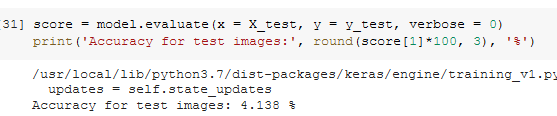 [31] score = model.evaluate(x = X_test, y = y_test, verbose = 0)
print('Accuracy for test images:', round(score[1]*100, 3), '%')
/usr/local/lib/python3.7/dist-packages/keras/engine/training_v1.py
updates = self.state_updates
Accuracy for test images: 4.138 %